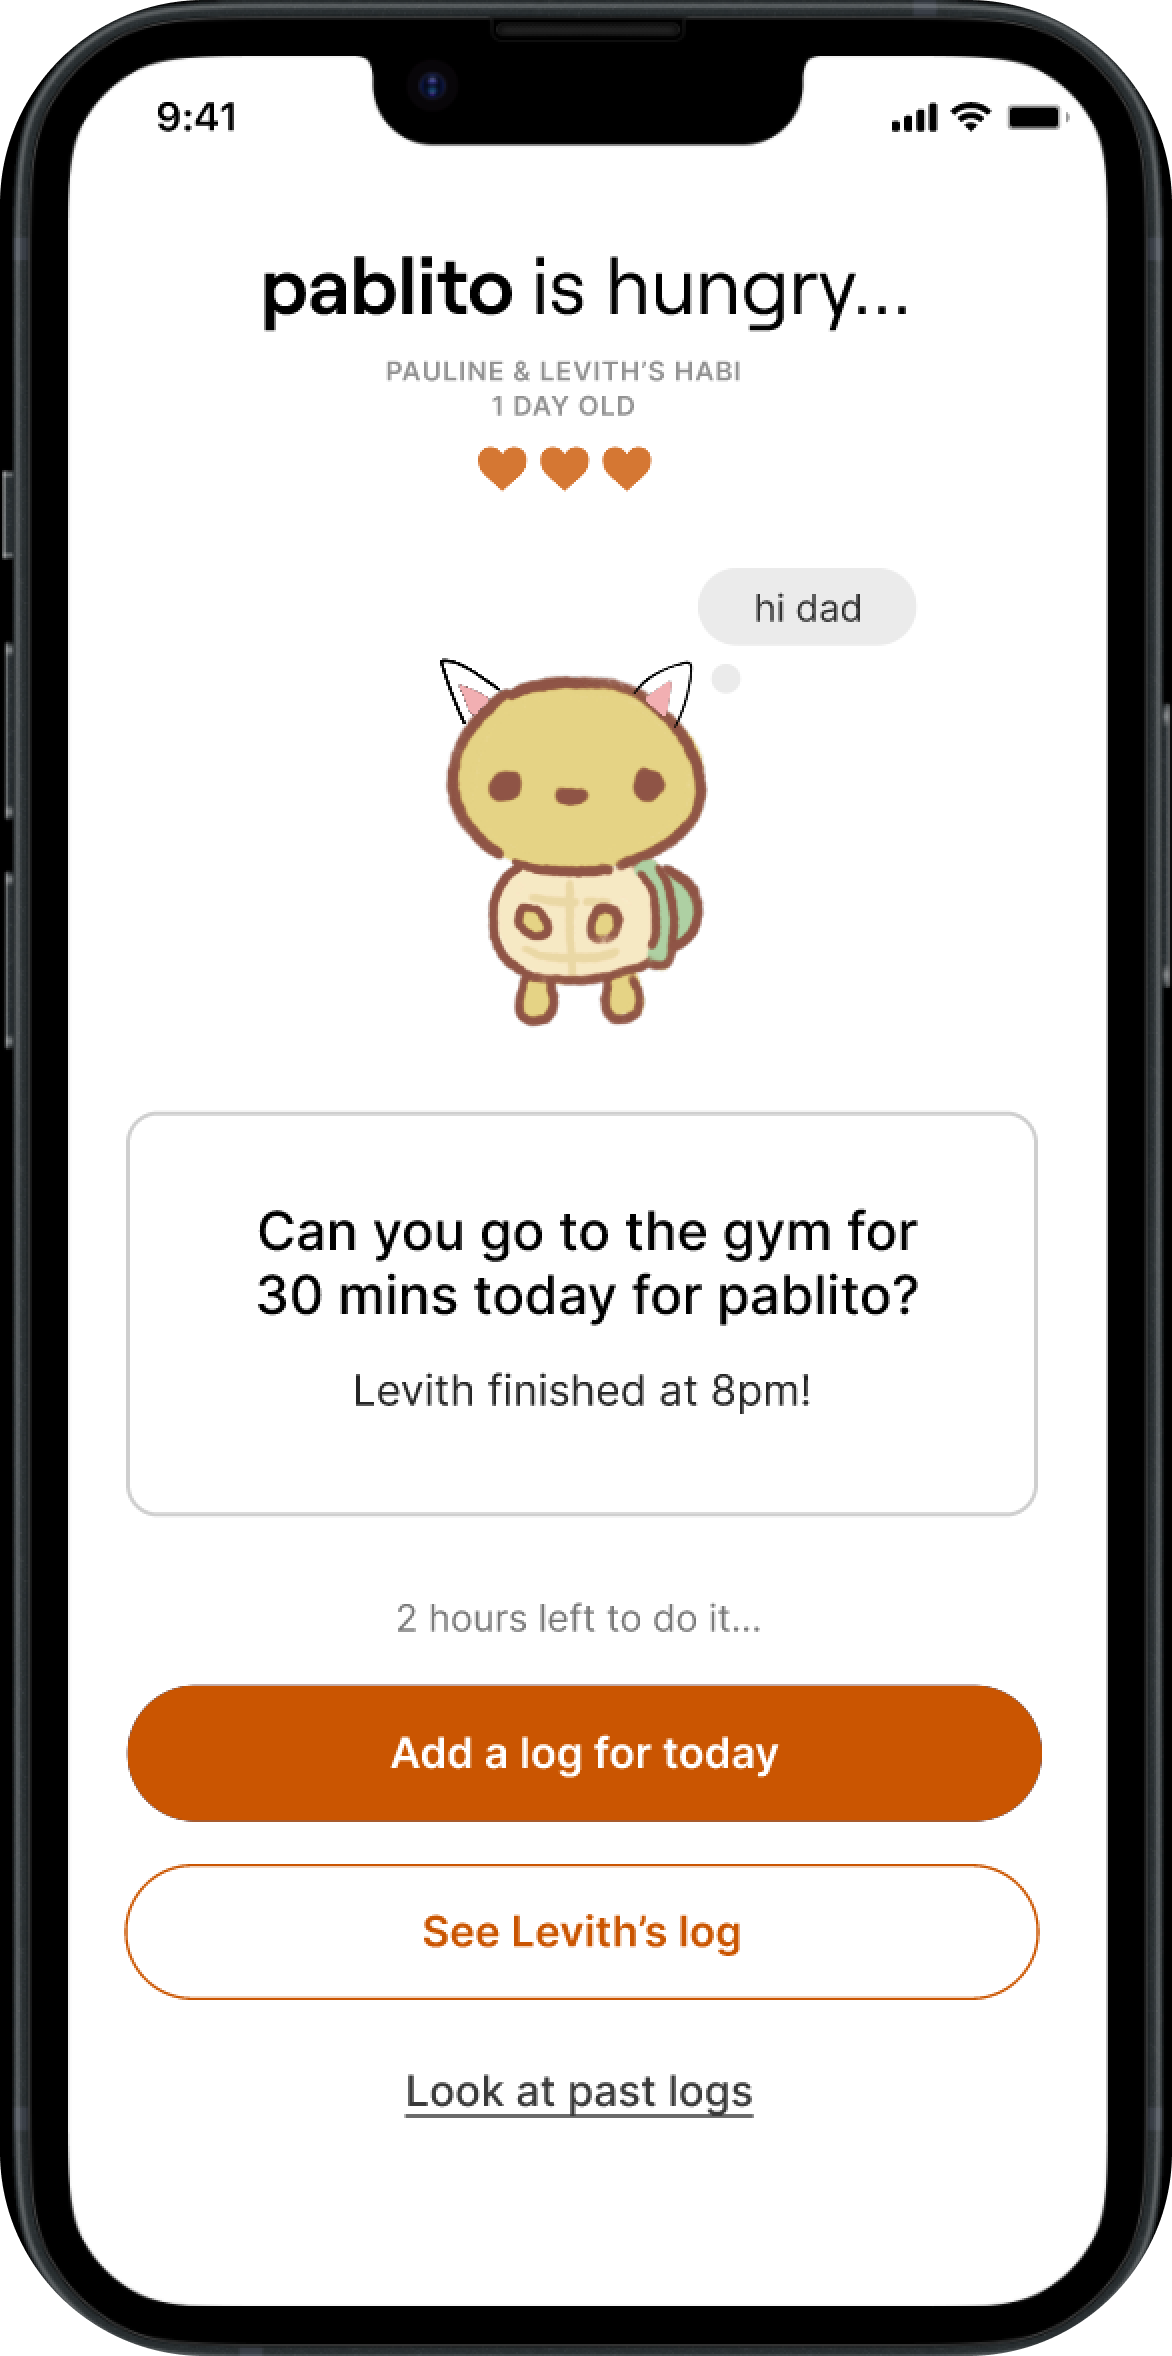 9:41
pablito is hungry...
PAULINE & LEVITH’S HABI
1 DAY OLD
hi dad
Can you go to the gym for
30 mins today for pablito?
Levith finished at 8pm!
2 hours left to do it...
Add a log for today
See Levith’s log
Look at past logs